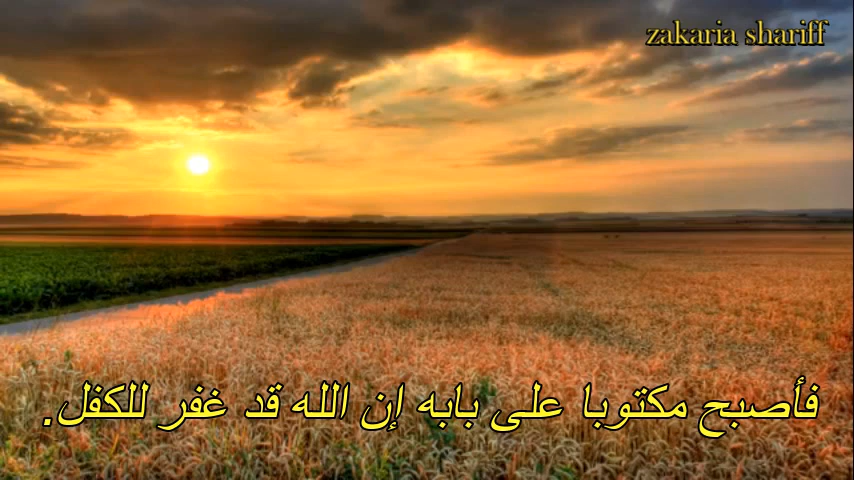 zakaria shariff
فأصبح مكتوبا على بابه إن الله قد غفر للكفل.